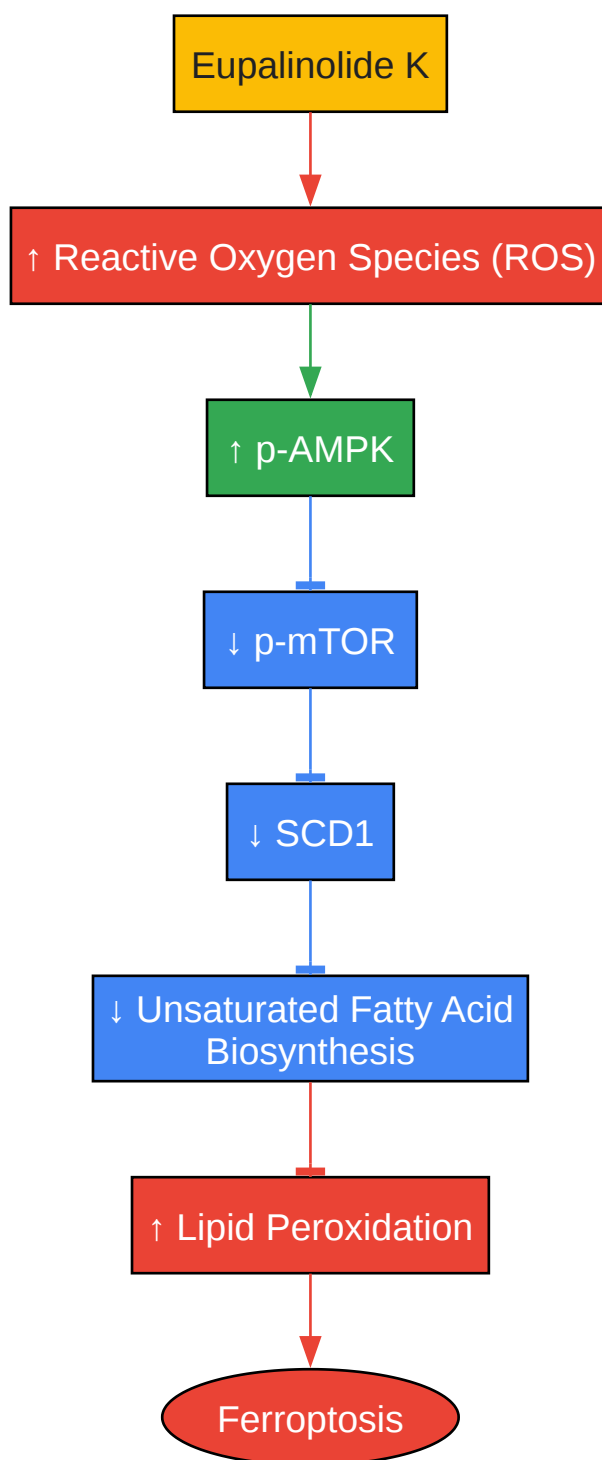 Eupalinolide K
↑ Reactive Oxygen Species (ROS)
↑ p-AMPK
↓ p-mTOR
↓ SCD1
↓ Unsaturated Fatty Acid
Biosynthesis
↑ Lipid Peroxidation
Ferroptosis